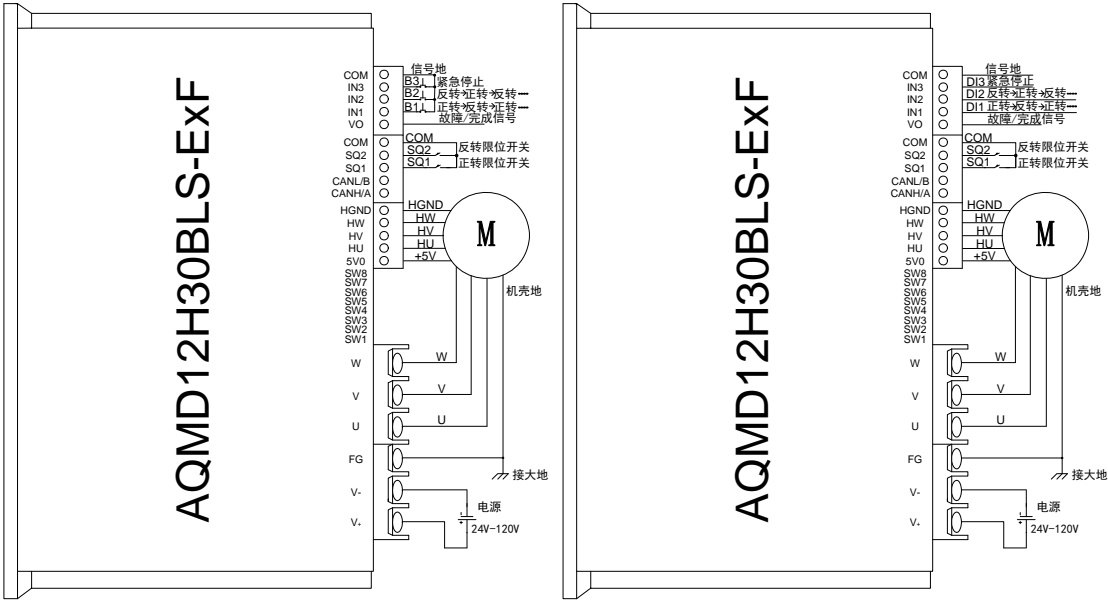 AQMD12H30BLS-ExF
COM
IN3
IN2
IN1
VO
COM
SQ2
SQ1
CANL/B
CANH/A
HGND
HW
HV
HU
5V0
SW8
SW7
SW6
SW5
SW4
SW3
SW2
SW1
W
V
U
FG
V-
V+
信号地
B3 紧急停止
B2 反转→正转→反转····
B1 正转→反转→正转····
故障/完成信号
COM
SQ2 反转限位开关
SQ1 正转限位开关
HGND
HW
HV
HU
+5V
M
机壳地
W
V
U
接大地
电源
24V-120V
AQMD12H30BLS-ExF
COM
IN3
IN2
IN1
VO
COM
SQ2
SQ1
CANL/B
CANH/A
HGND
HW
HV
HU
5V0
SW8
SW7
SW6
SW5
SW4
SW3
SW2
SW1
W
V
U
FG
V-
V+
信号地
DI3 紧急停止
DI2 反转→正转→反转····
DI1 正转→反转→正转····
故障/完成信号
COM
SQ2 反转限位开关
SQ1 正转限位开关
HGND
HW
HV
HU
+5V
M
机壳地
W
V
U
接大地
电源
24V-120V